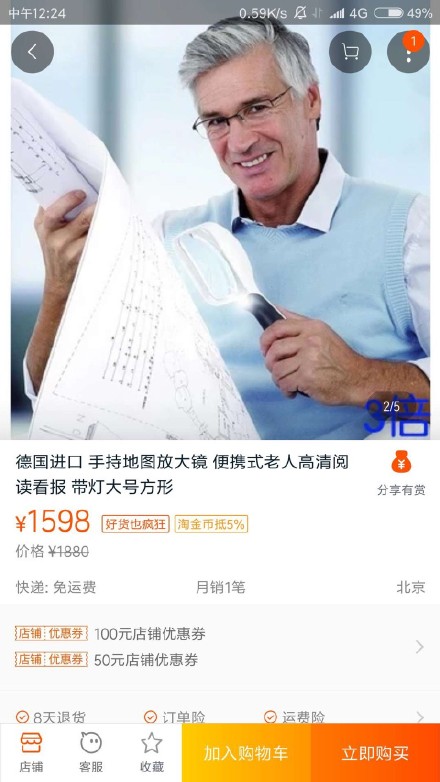 中午12:24 0.59K/s 4G 49%
1
2/5
3倍
德国进口 手持地图放大镜 便携式老人高清阅
读看报 带灯大号方形
分享有赏
¥1598 好货也疯狂 淘金币抵5%
价格 ¥1880
快递: 免运费 月销1笔 北京
店铺 优惠券 100元店铺优惠券
店铺 优惠券 50元店铺优惠券
8天退货 订单险 运费险
店铺 客服 收藏 加入购物车 立即购买